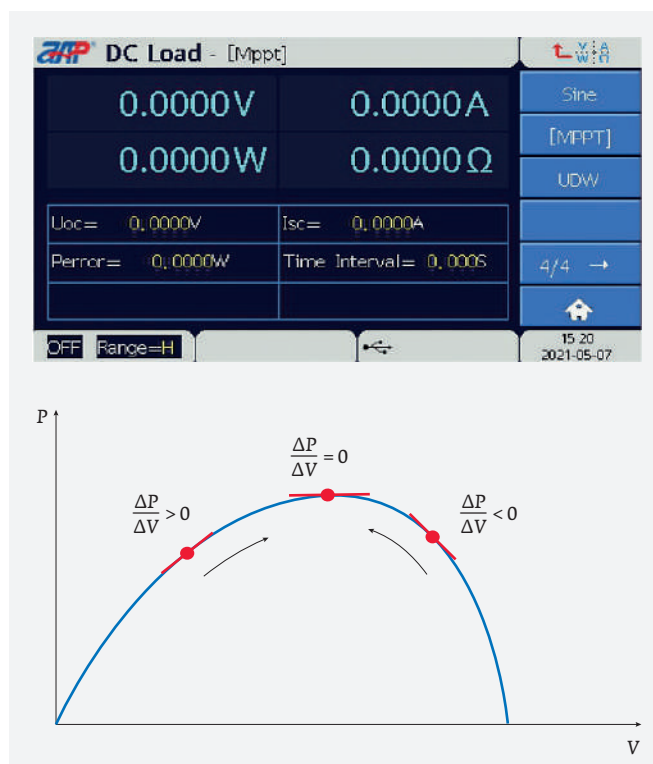 ZAP DC Load - [Mppt]
0.0000V 0.0000A
0.0000W 0.0000Ω
Uoc= 0.0000V Isc= 0.0000A
Perror= 0.0000W Time Interval= 0.000S
OFF Range=H
V A
W Ω
Sine
[MPPT]
UDW
4/4 →
15 20
2021-05-07
P
ΔP/ΔV = 0
ΔP/ΔV > 0
ΔP/ΔV < 0
V